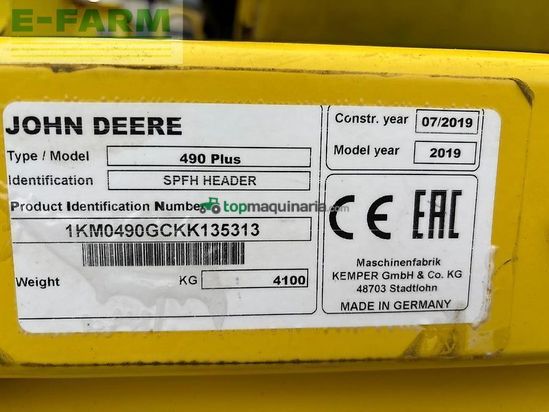 E-FARM
JOHN DEERE
Type / Model 490 Plus
Identification SPFH HEADER
Product Identification Number
topmaquinaria.com
1KM0490GCKK135313
Weight KG 4100
Constr. year 07/2019
Model year 2019
CE EAC
Maschinenfabrik
KEMPER GmbH & Co. KG
48703 Stadtlohn
MADE IN GERMANY